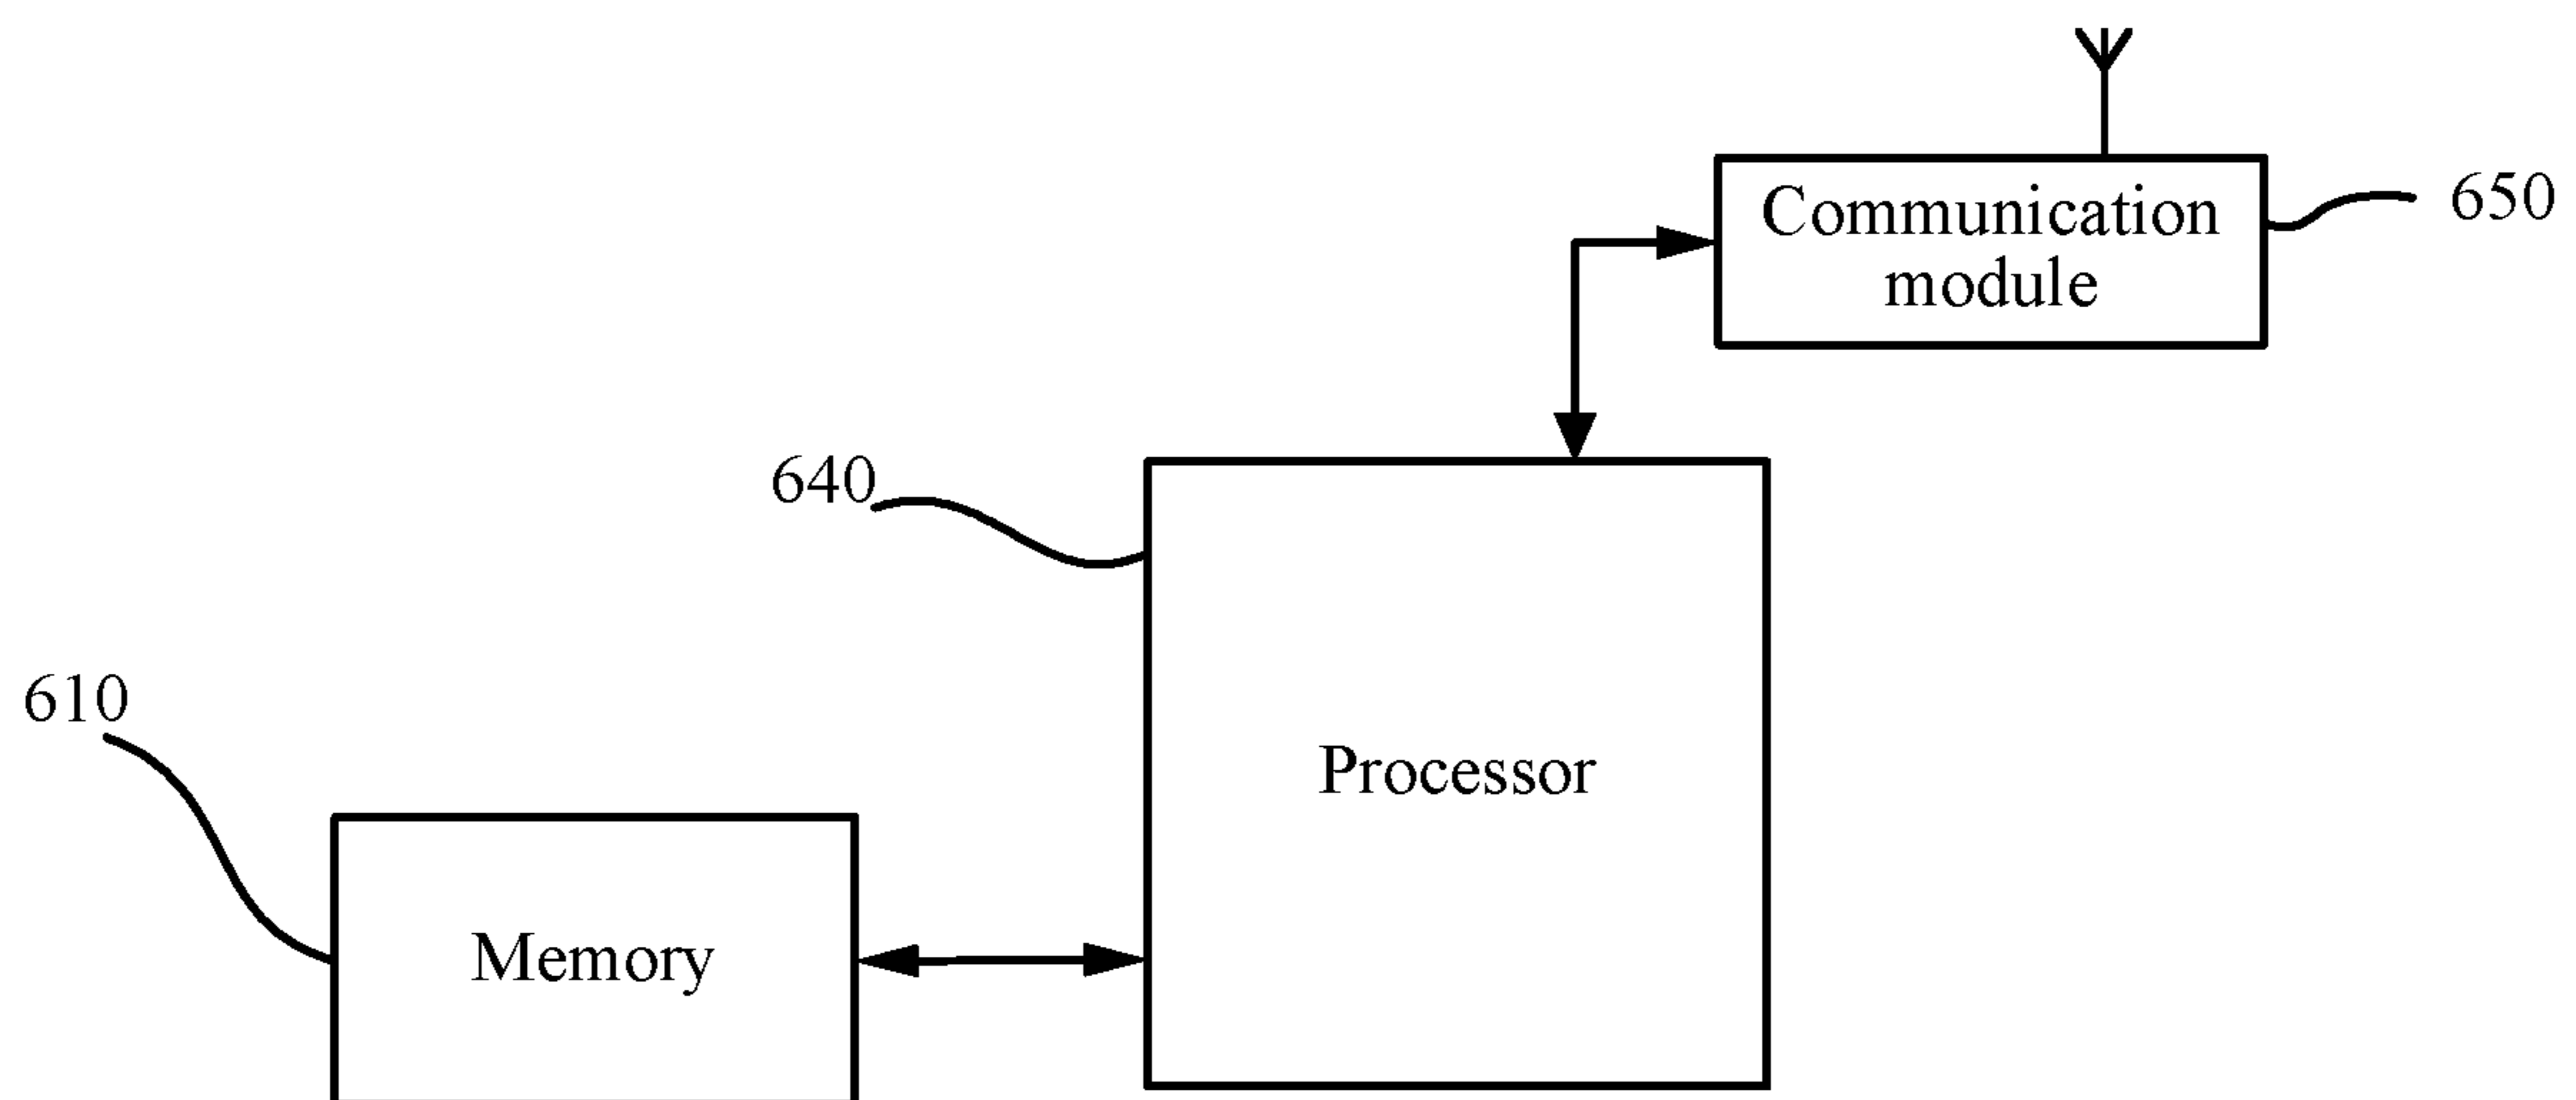 Communication
module
650
640
610
Processor
Memory